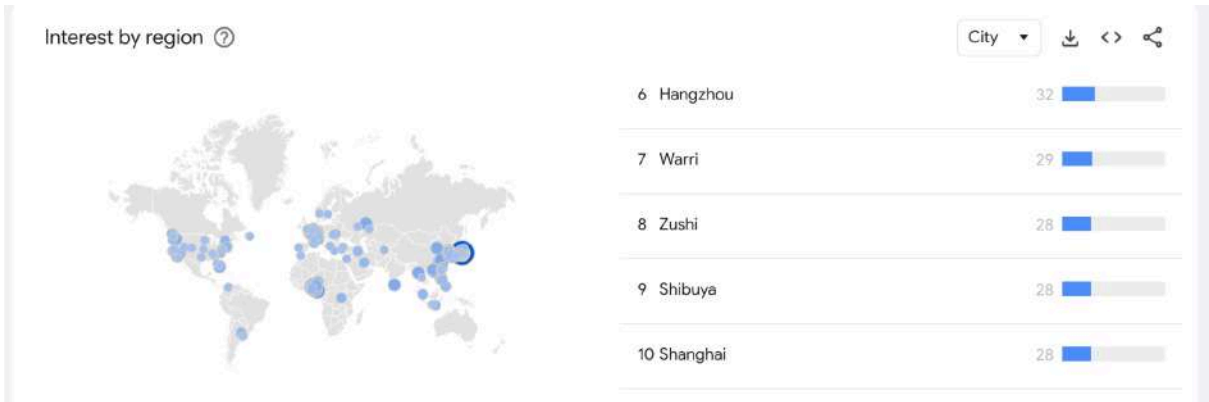 Interest by region
City
6 Hangzhou 32
7 Warri 29
8 Zushi 28
9 Shibuya 28
10 Shanghai 28